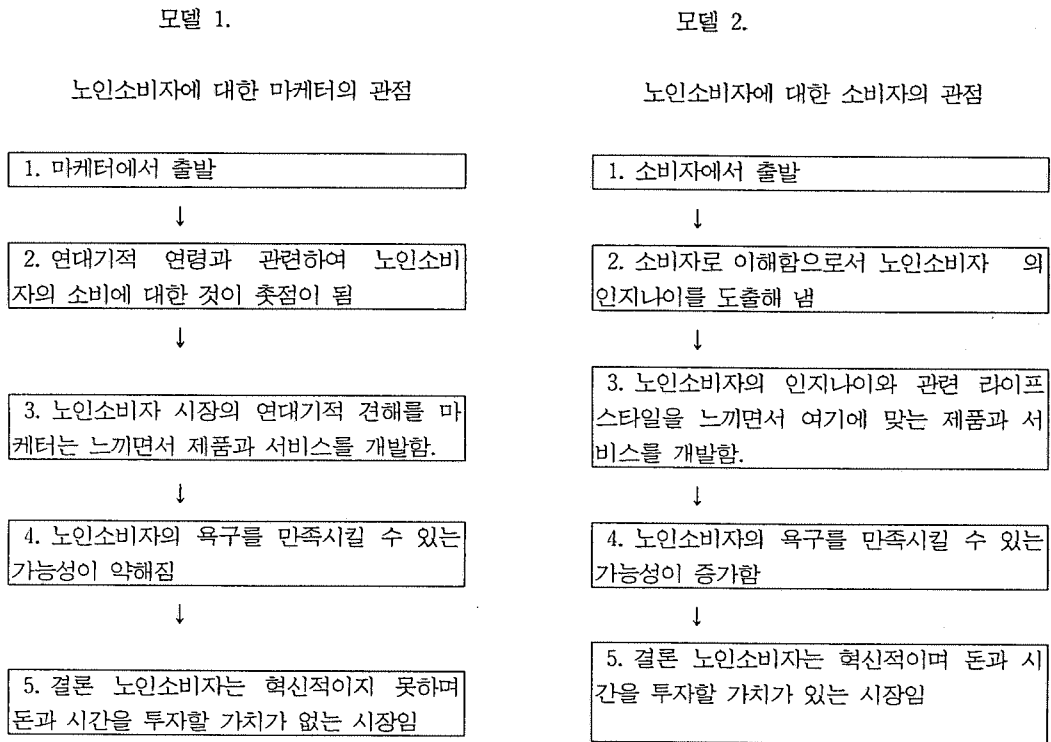 모델 1.
노인소비자에 대한 마케터의 관점
1. 마케터에서 출발
↓
2. 연대기적 연령과 관련하여 노인소비
자의 소비에 대한 것이 촛점이 됨
↓
3. 노인소비자 시장의 연대기적 견해를 마
케터는 느끼면서 제품과 서비스를 개발함.
↓
4. 노인소비자의 욕구를 만족시킬 수 있는
가능성이 약해짐
↓
5. 결론 노인소비자는 혁신적이지 못하며
돈과 시간을 투자할 가치가 없는 시장임
모델 2.
노인소비자에 대한 소비자의 관점
1. 소비자에서 출발
↓
2. 소비자로 이해함으로서 노인소비자 의
인지나이를 도출해 냄
↓
3. 노인소비자의 인지나이와 관련 라이프
스타일을 느끼면서 여기에 맞는 제품과 서
비스를 개발함.
↓
4. 노인소비자의 욕구를 만족시킬 수 있는
가능성이 증가함
↓
5. 결론 노인소비자는 혁신적이며 돈과 시
간을 투자할 가치가 있는 시장임